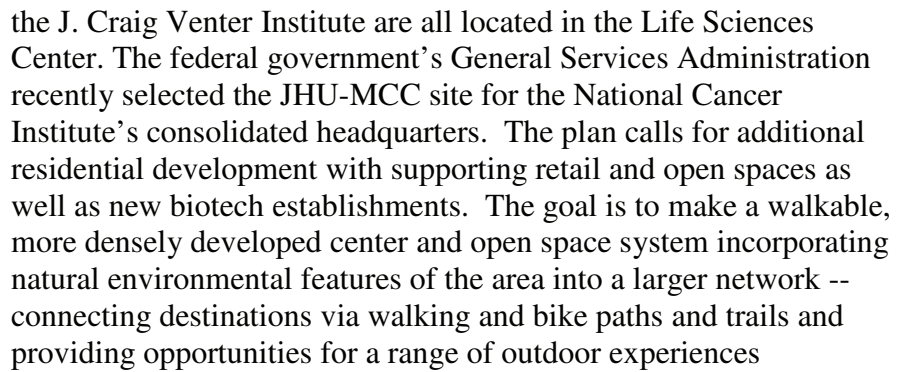 the J. Craig Venter Institute are all located in the Life Sciences
Center. The federal government’s General Services Administration
recently selected the JHU-MCC site for the National Cancer
Institute’s consolidated headquarters.  The plan calls for additional
residential development with supporting retail and open spaces as
well as new biotech establishments.  The goal is to make a walkable,
more densely developed center and open space system incorporating
natural environmental features of the area into a larger network --
connecting destinations via walking and bike paths and trails and
providing opportunities for a range of outdoor experiences